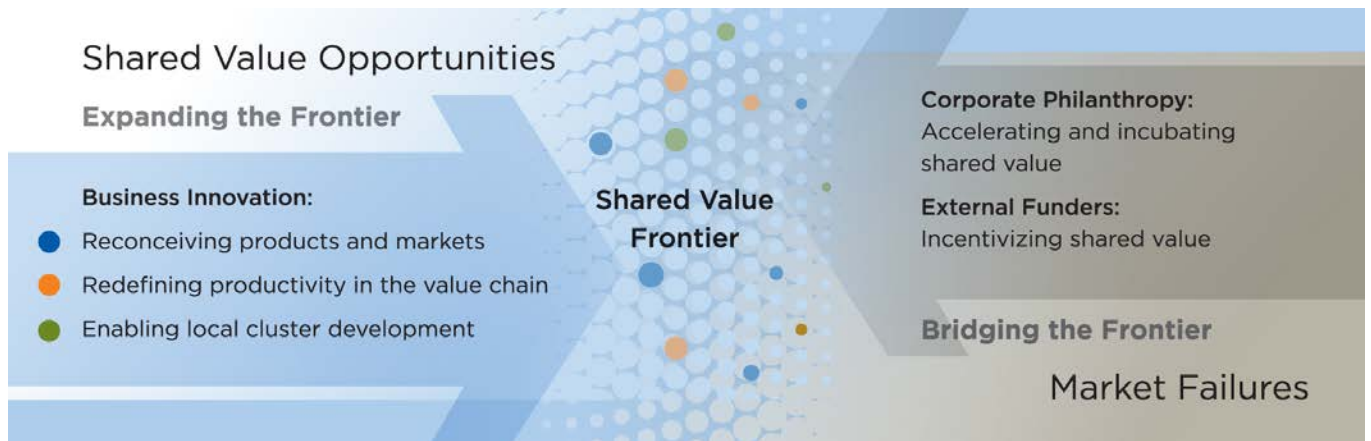 Shared Value Opportunities
Expanding the Frontier
Business Innovation:
Reconceiving products and markets
Redefining productivity in the value chain
Enabling local cluster development
Shared Value
Frontier
Corporate Philanthropy:
Accelerating and incubating
shared value
External Funders:
Incentivizing shared value
Bridging the Frontier
Market Failures